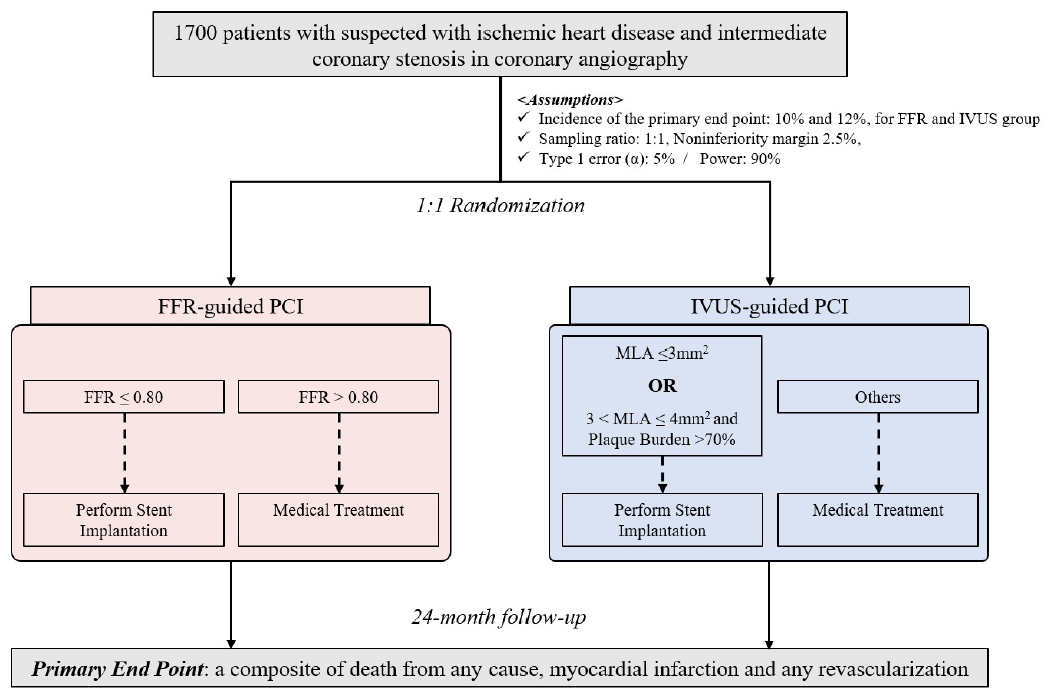 1700 patients with suspected with ischemic heart disease and intermediate
coronary stenosis in coronary angiography
<Assumptions>
✓ Incidence of the primary end point: 10% and 12%, for FFR and IVUS group
✓ Sampling ratio: 1:1, Noninferiority margin 2.5%,
✓ Type 1 error (α): 5% / Power: 90%
1:1 Randomization
FFR-guided PCI
FFR ≤ 0.80
FFR > 0.80
Perform Stent
Implantation
Medical Treatment
IVUS-guided PCI
MLA ≤3mm²
OR
3 < MLA ≤ 4mm² and
Plaque Burden >70%
Others
Perform Stent
Implantation
Medical Treatment
24-month follow-up
Primary End Point: a composite of death from any cause, myocardial infarction and any revascularization